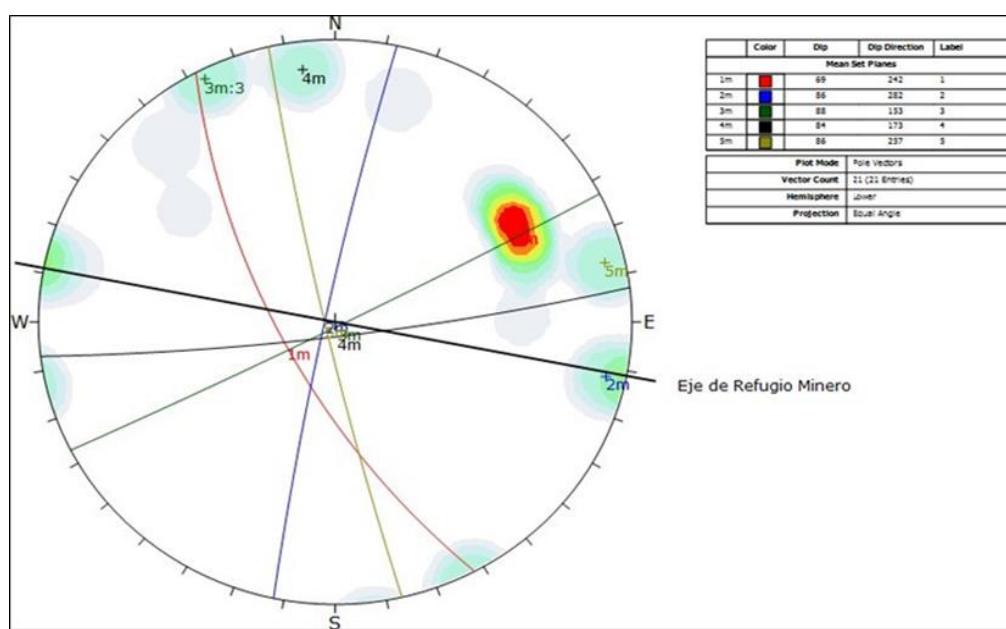 N
3m:3
4m
5m
W
E
1m
4m
2m
S
Eje de Refugio Minero
Color Dip Dip Direction Label
Mean Set Planes
1m 69 242 1
2m 86 282 2
3m 88 153 3
4m 84 173 4
5m 86 257 5
Plot Mode Pole Vectors
Vector Count 21 (21 Entries)
Hemisphere Lower
Projection Equal Angle